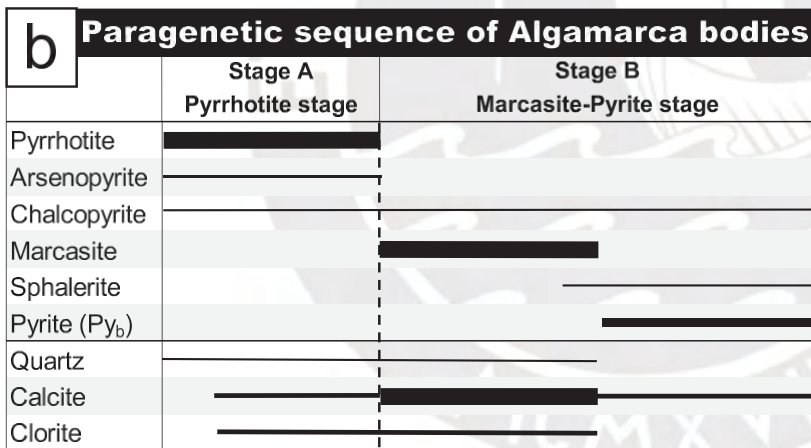 b
Paragenetic sequence of Algamarca bodies
Stage A
Pyrrhotite stage
Stage B
Marcasite-Pyrite stage
Pyrrhotite
Arsenopyrite
Chalcopyrite
Marcasite
Sphalerite
Pyrite (Pyb)
Quartz
Calcite
Clorite